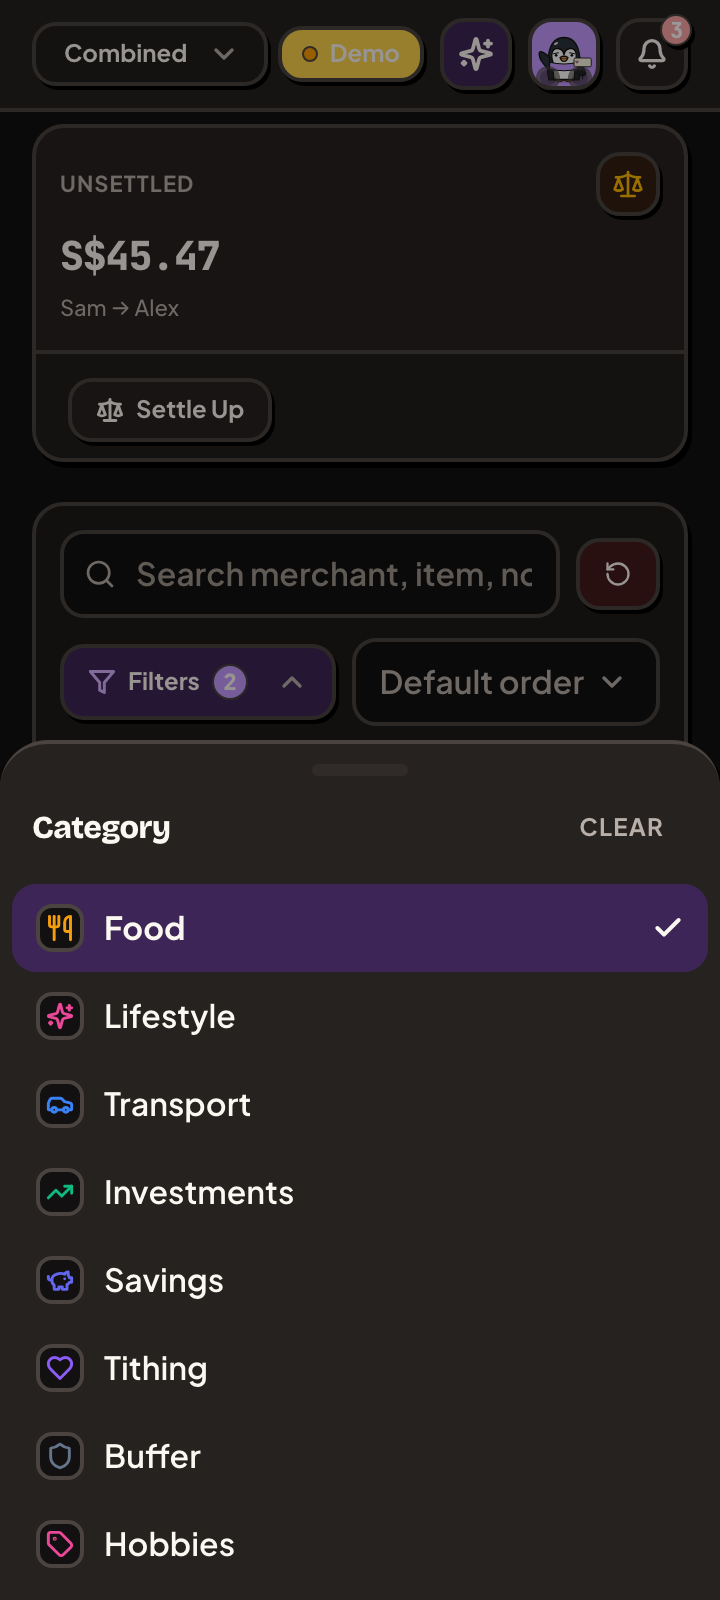 Combined
Demo
3
UNSETTLED
S$45.47
Sam → Alex
Settle Up
Search merchant, item, no
Filters 2
Default order
Category
CLEAR
Food
Lifestyle
Transport
Investments
Savings
Tithing
Buffer
Hobbies